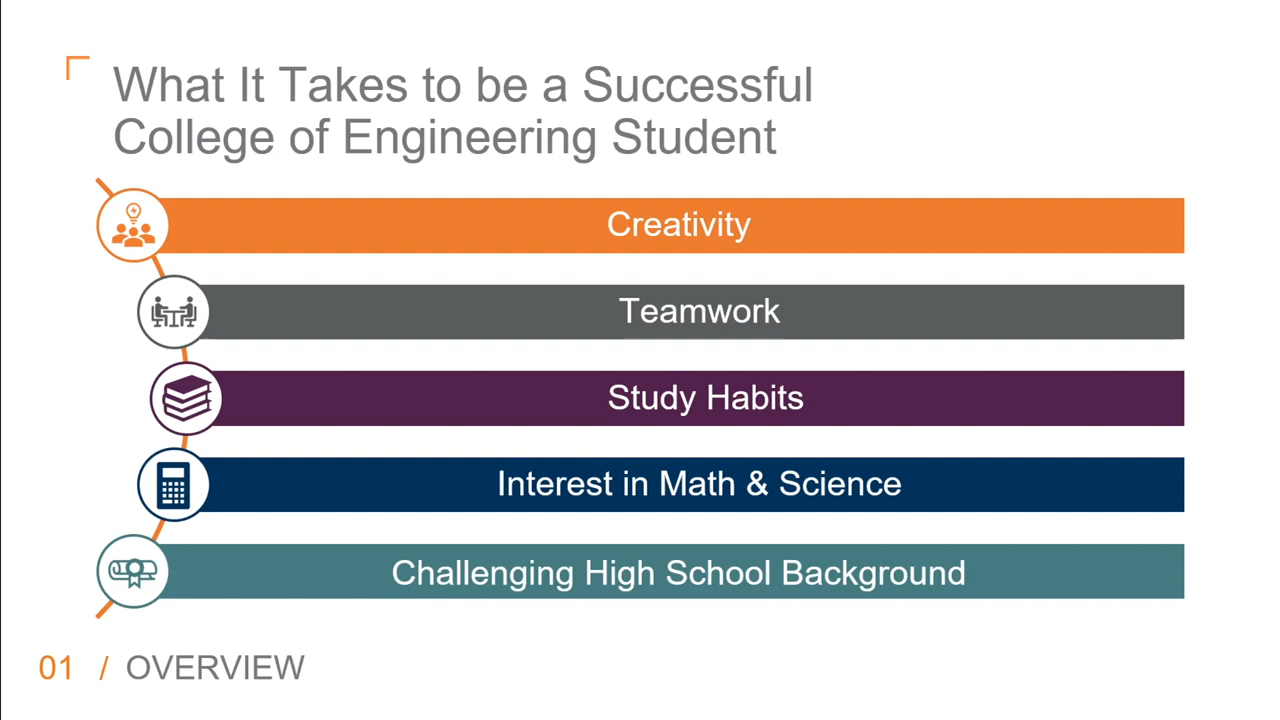 What It Takes to be a Successful
College of Engineering Student
Creativity
Teamwork
Study Habits
Interest in Math & Science
Challenging High School Background
01 / OVERVIEW